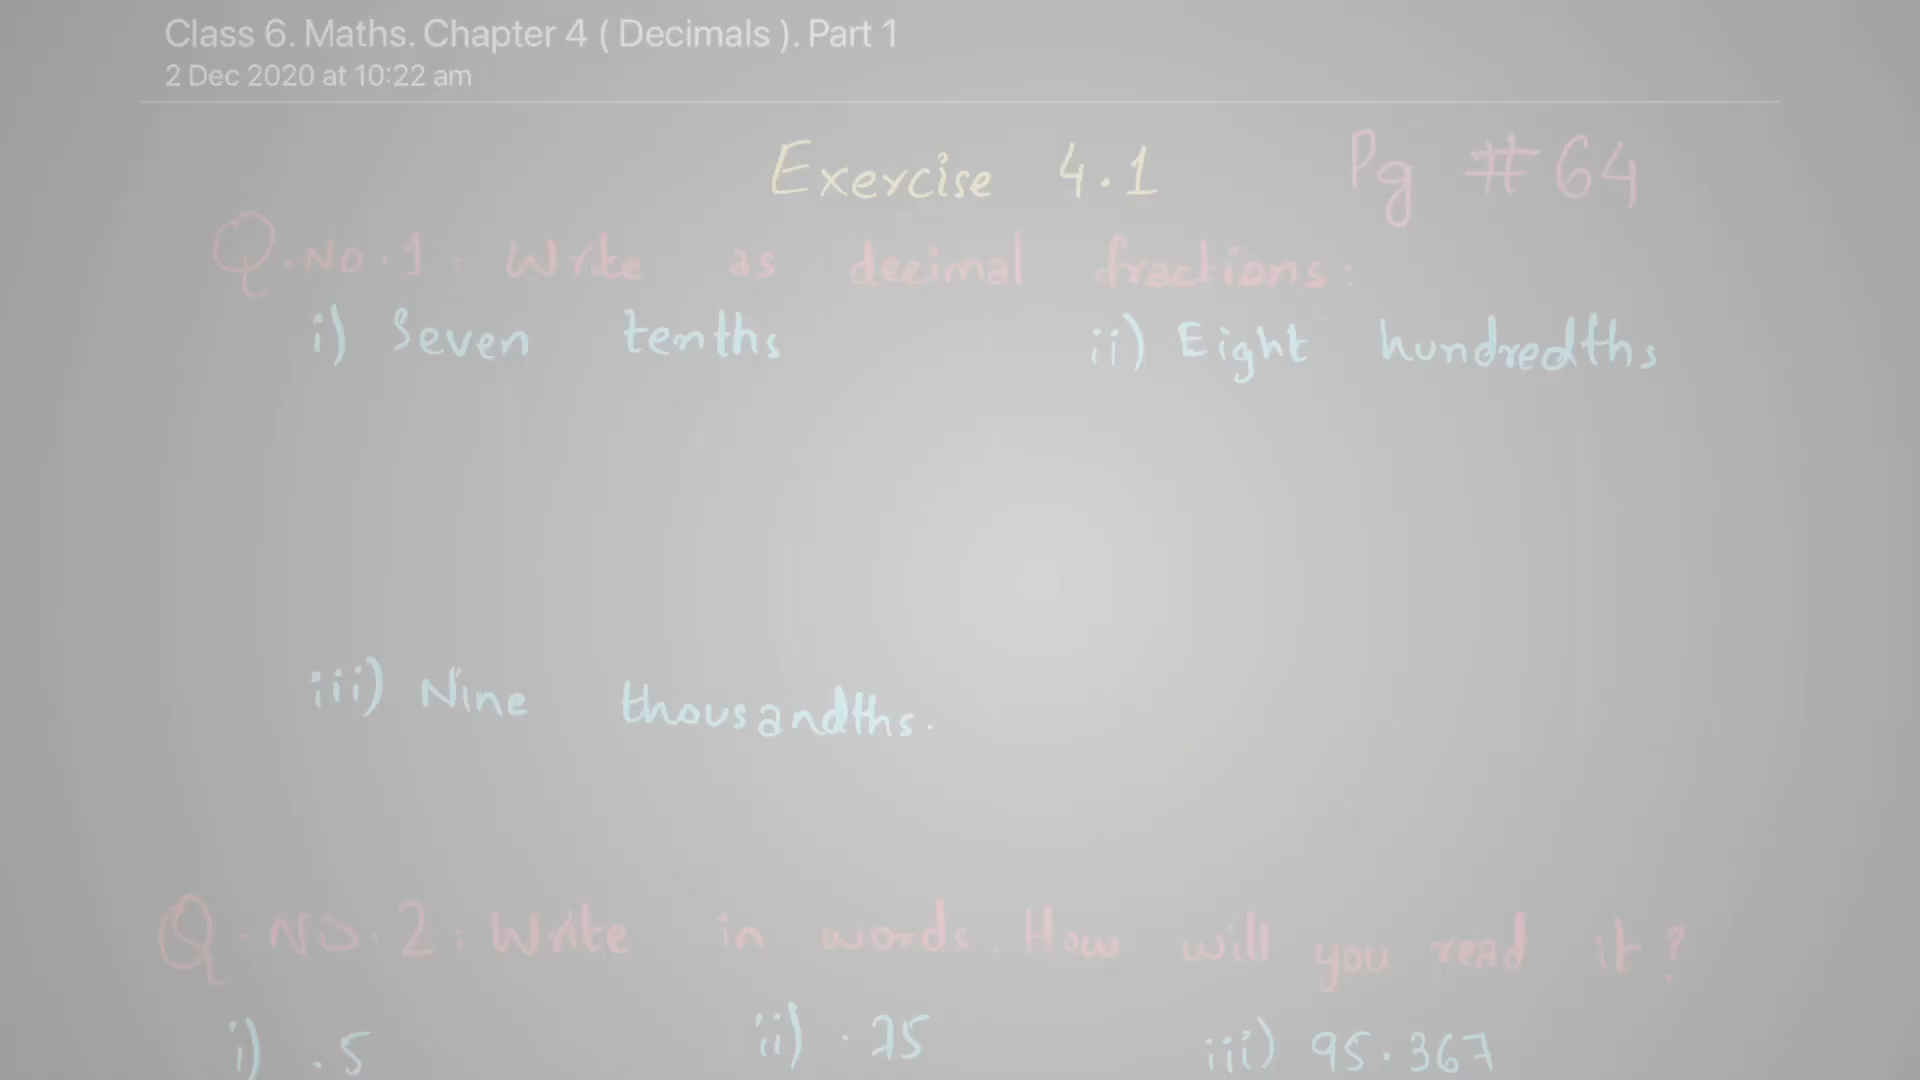 Class 6. Maths. Chapter 4 ( Decimals ). Part 1
2 Dec 2020 at 10:22 am
Exercise 4.1 Pg #64
Q.No.1: Write as decimal fractions:
i) Seven tenths ii) Eight hundredths
iii) Nine thousandths.
Q.NO.2: Write in words. How will you read it?
i) .5 ii) .75 iii) 95.367